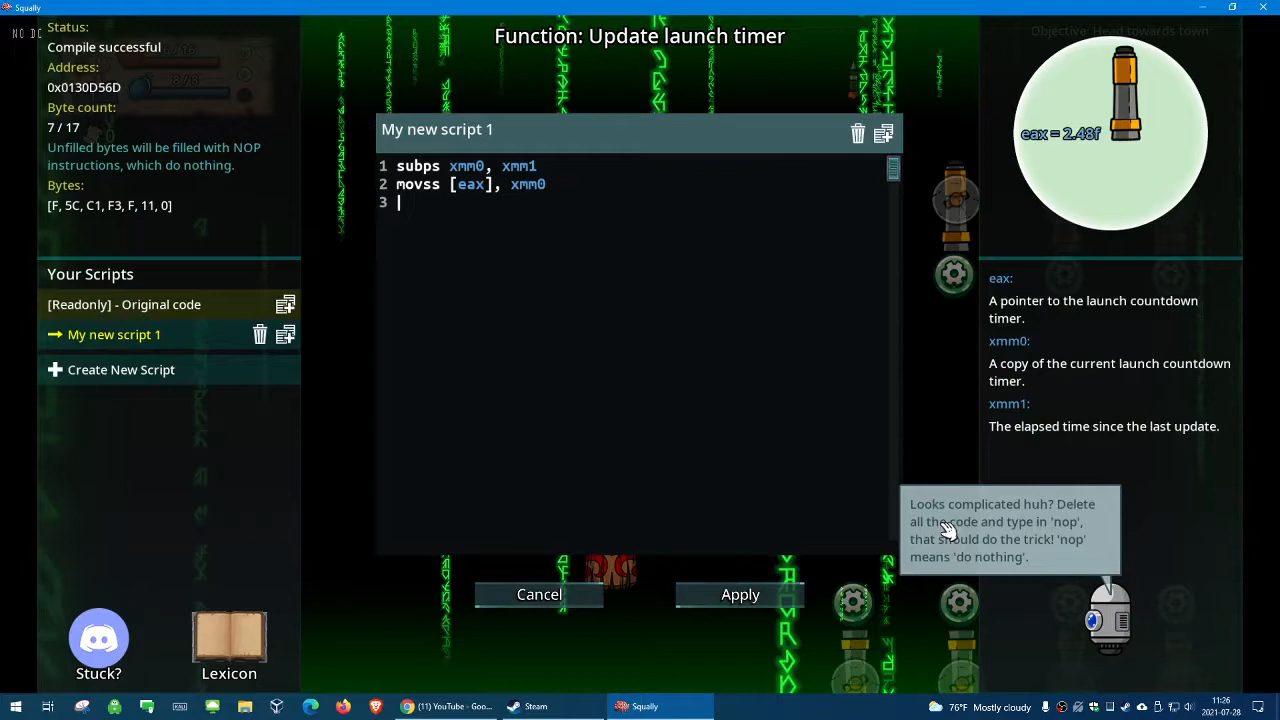 Squally
Status:
Compile successful
Address:
0x0130D56D
Byte count:
7 / 17
Unfilled bytes will be filled with NOP
instructions, which do nothing.
Bytes:
[F, 5C, C1, F3, F, 11, 0]
8/8
Your Scripts
[Readonly] - Original code
My new script 1
Create New Script
Stuck?
Lexicon
Function: Update launch timer
My new script 1
1 subps xmm0, xmm1
2 movss [eax], xmm0
3
Cancel
Apply
Objective: Head towards town
eax = 2.48f
eax:
A pointer to the launch countdown
timer.
xmm0:
A copy of the current launch countdown
timer.
xmm1:
The elapsed time since the last update.
Looks complicated huh? Delete
all the code and type in 'nop',
that should do the trick! 'nop'
means 'do nothing'.
(11) YouTube - Goo...
Steam
Squally
76°F Mostly cloudy
11:26
2021-07-28